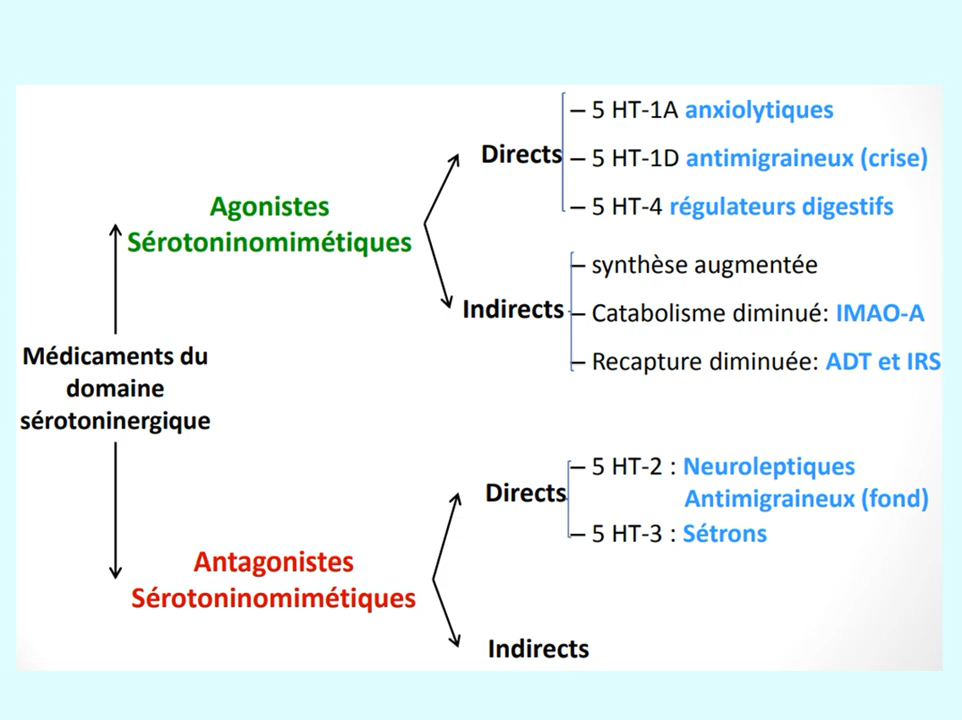 Médicaments du
domaine
sérotoninergique
Agonistes
Sérotoninomimétiques
Directs
– 5 HT-1A anxiolytiques
– 5 HT-1D antimigraineux (crise)
– 5 HT-4 régulateurs digestifs
Indirects
– synthèse augmentée
– Catabolisme diminué: IMAO-A
– Recapture diminuée: ADT et IRS
Antagonistes
Sérotoninomimétiques
Directs
– 5 HT-2 : Neuroleptiques
Antimigraineux (fond)
– 5 HT-3 : Sétrons
Indirects